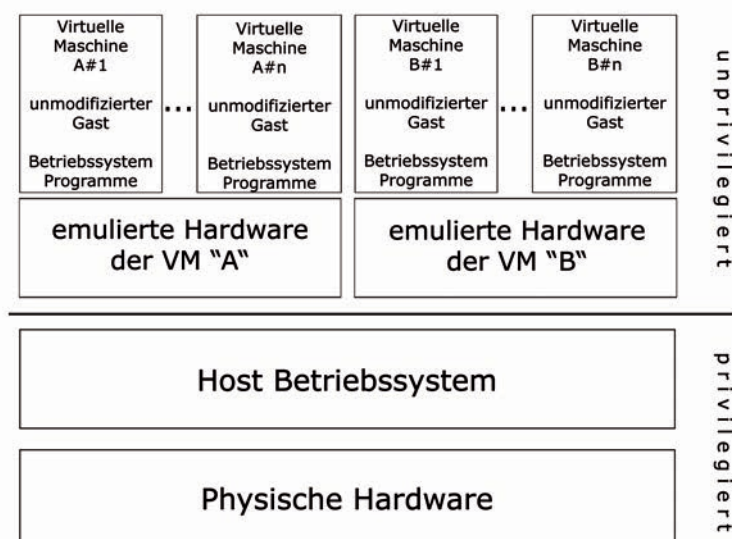 Virtuelle
Maschine
A#1
unmodifizierter
Gast
Betriebssystem
Programme
...
Virtuelle
Maschine
A#n
unmodifizierter
Gast
Betriebssystem
Programme
Virtuelle
Maschine
B#1
unmodifizierter
Gast
Betriebssystem
Programme
...
Virtuelle
Maschine
B#n
unmodifizierter
Gast
Betriebssystem
Programme
emulierte Hardware
der VM "A“
emulierte Hardware
der VM "B“
unprivilegiert
Host Betriebssystem
Physische Hardware
privilegiert